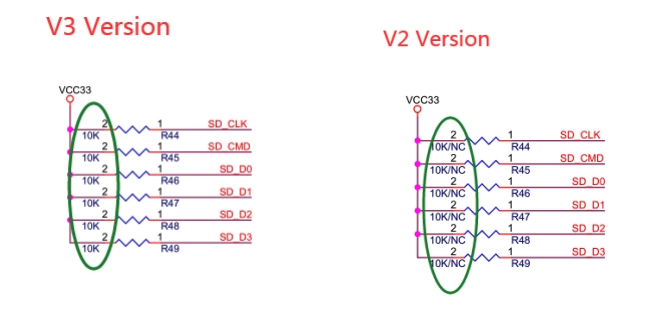 V3 Version
VCC33
2 1 SD_CLK
10K R44
2 1 SD_CMD
10K R45
2 1 SD_D0
10K R46
2 1 SD_D1
10K R47
2 1 SD_D2
10K R48
2 1 SD_D3
10K R49
V2 Version
VCC33
2 1 SD_CLK
10K/NC R44
2 1 SD_CMD
10K/NC R45
2 1 SD_D0
10K/NC R46
2 1 SD_D1
10K/NC R47
2 1 SD_D2
10K/NC R48
2 1 SD_D3
10K/NC R49